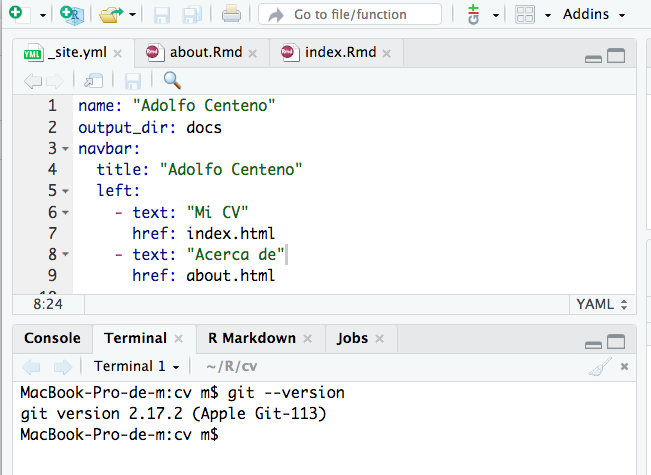 Go to file/function
Addins
YML _site.yml
Rmd about.Rmd
Rmd index.Rmd
1 name: "Adolfo Centeno"
2 output_dir: docs
3 navbar:
4 title: "Adolfo Centeno"
5 left:
6 - text: "Mi CV"
7 href: index.html
8 - text: "Acerca de"
9 href: about.html
8:24
YAML
Console
Terminal
R Markdown
Jobs
Terminal 1
~/R/cv
MacBook-Pro-de-m:cv m$ git --version
git version 2.17.2 (Apple Git-113)
MacBook-Pro-de-m:cv m$